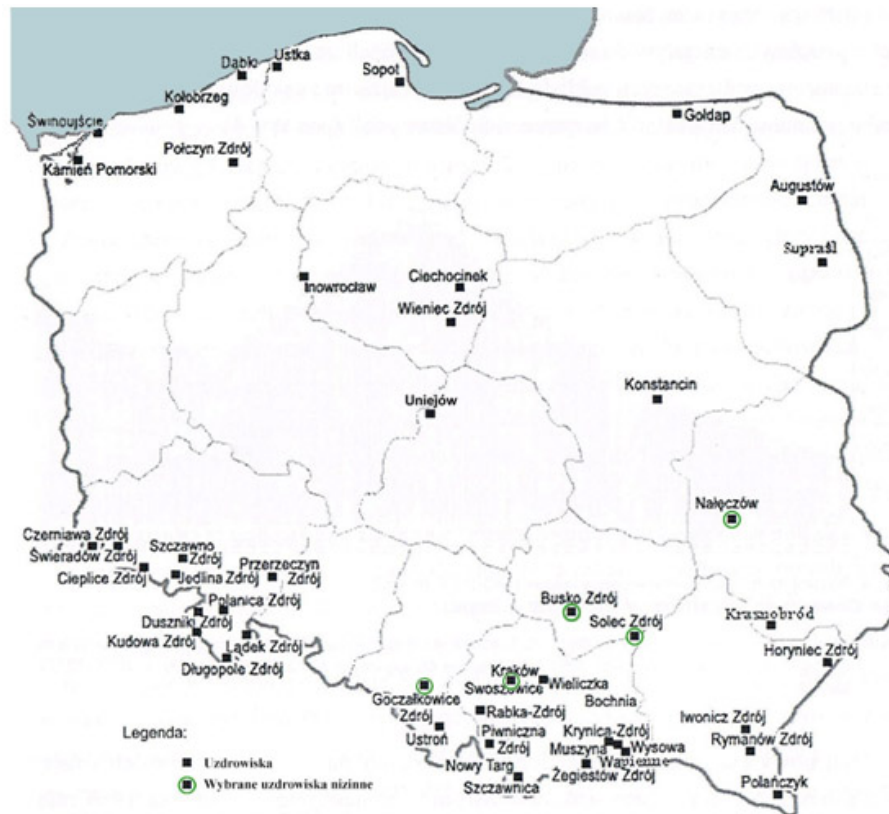 Ustka
Dąbki
Sopot
Kołobrzeg
Świnoujście
Gołdap
Połczyn Zdrój
Kamień Pomorski
Augustów
Supraśl
Ciechocinek
Inowrocław
Wieniec Zdrój
Konstancin
Uniejów
Nałęczów
Czerniawa Zdrój
Szczawno
Zdrój
Świeradów Zdrój
Przerzeczyn
Zdrój
Cieplice Zdrój
Jedlina Zdrój
Polanica Zdrój
Duszniki Zdrój
Kudowa Zdrój
Lądek Zdrój
Długopole Zdrój
Busko Zdrój
Solec Zdrój
Krasnobród
Horyniec Zdrój
Kraków
Swoszowice
Wieliczka
Goczałkowice
Zdrój
Bochnia
Rabka-Zdrój
Ustroń
Piwniczna
Zdrój
Krynica-Zdrój
Iwonicz Zdrój
Muszyna
Wysowa
Rymanów Zdrój
Wapienne
Nowy Targ
Żegiestów Zdrój
Szczawnica
Polańczyk
Legenda:
Uzdrowiska
Wybrane uzdrowiska nizinne